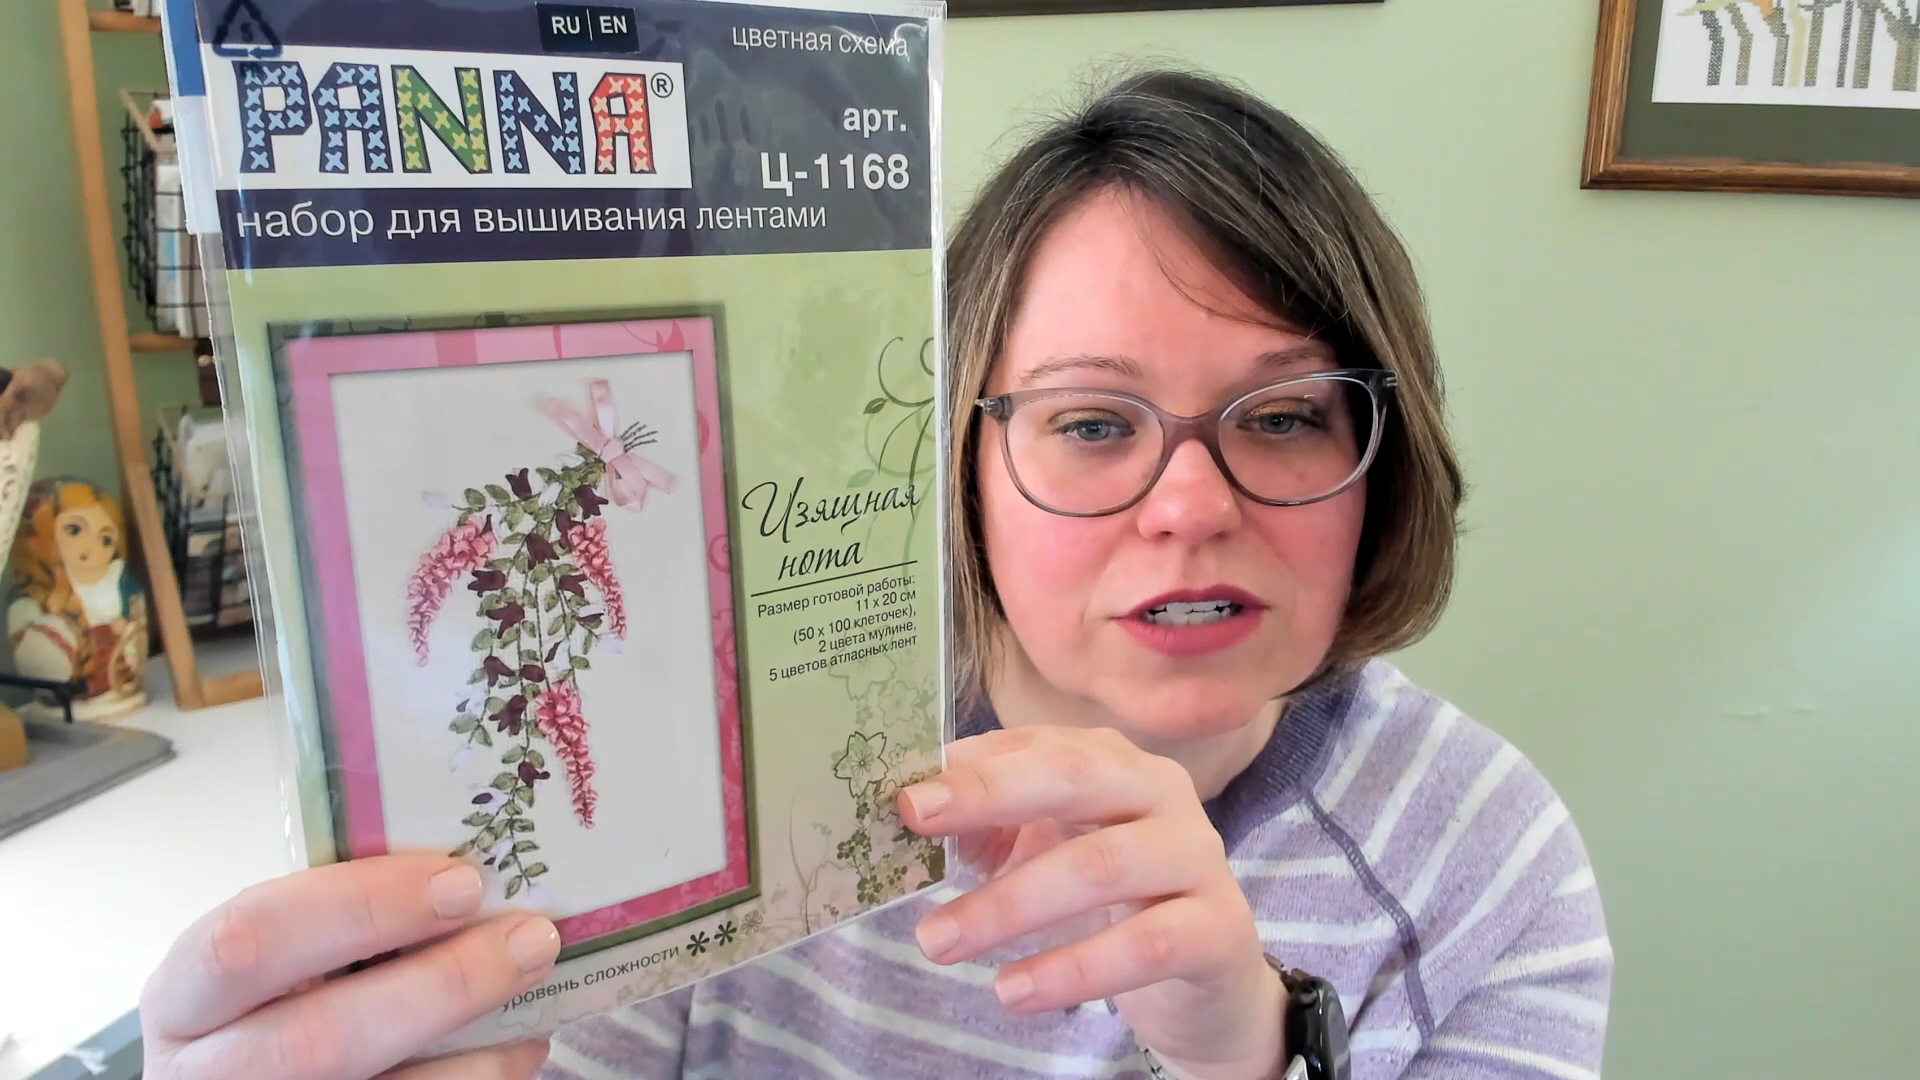 5
RU | EN
цветная схема
PANNA®
арт.
Ц-1168
набор для вышивания лентами
Изящная
нота
Размер готовой работы:
11 x 20 см
(50 x 100 клеточек),
2 цвета мулине,
5 цветов атласных лент
уровень сложности